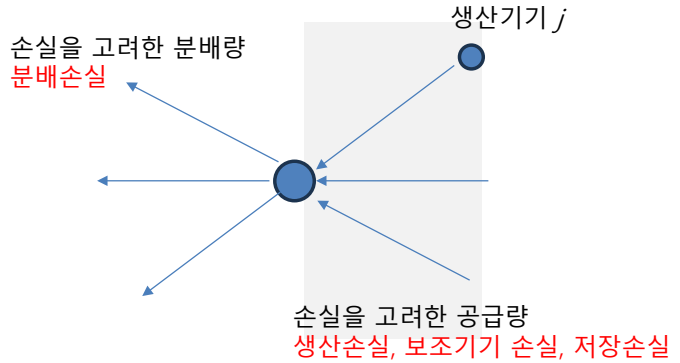 생산기기 j
손실을 고려한 분배량
분배손실
손실을 고려한 공급량
생산손실, 보조기기 손실, 저장손실